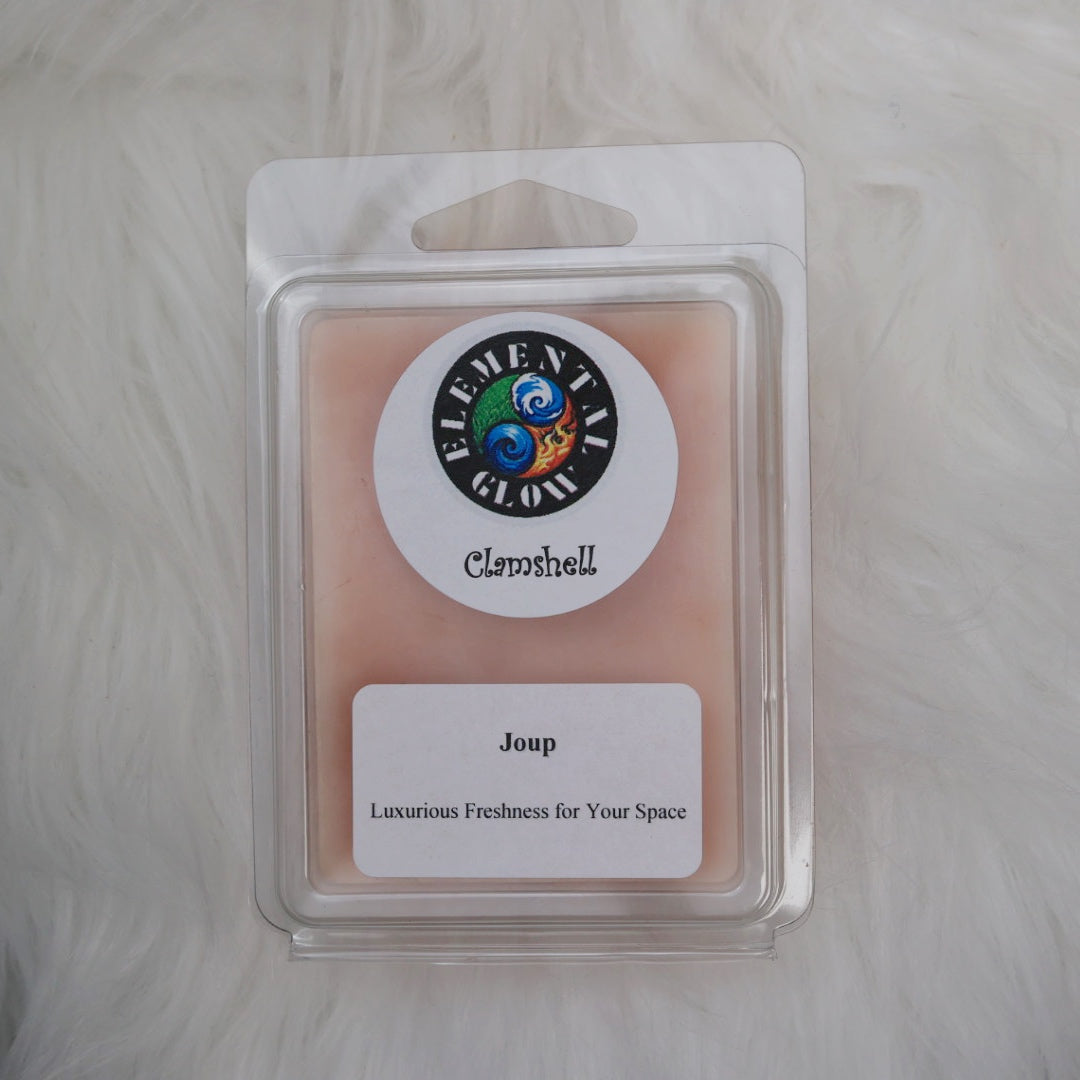 ELEMENTAL
GLOW
Clamshell
Joup
Luxurious Freshness for Your Space